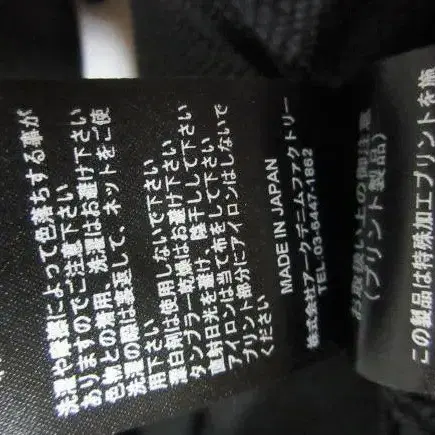 洗濯や摩擦によって色落ちする事が
ありますのでご注意下さい
色物との着用、洗濯はお避け下さい
洗濯の際は裏返して、ネットをご使
用下さい
漂白剤は使用しないで下さい
タンブラー乾燥はお避け下さい
直射日光を避け、陰干しして下さい
アイロンは当て布をして下さい
プリント部分にアイロンはしないで
ください
MADE IN JAPAN
株式会社アークデニムファクトリー
TEL.03-6447-1862
お取扱い上の御注意
(プリント製品)
この製品は特殊加工プリントを施